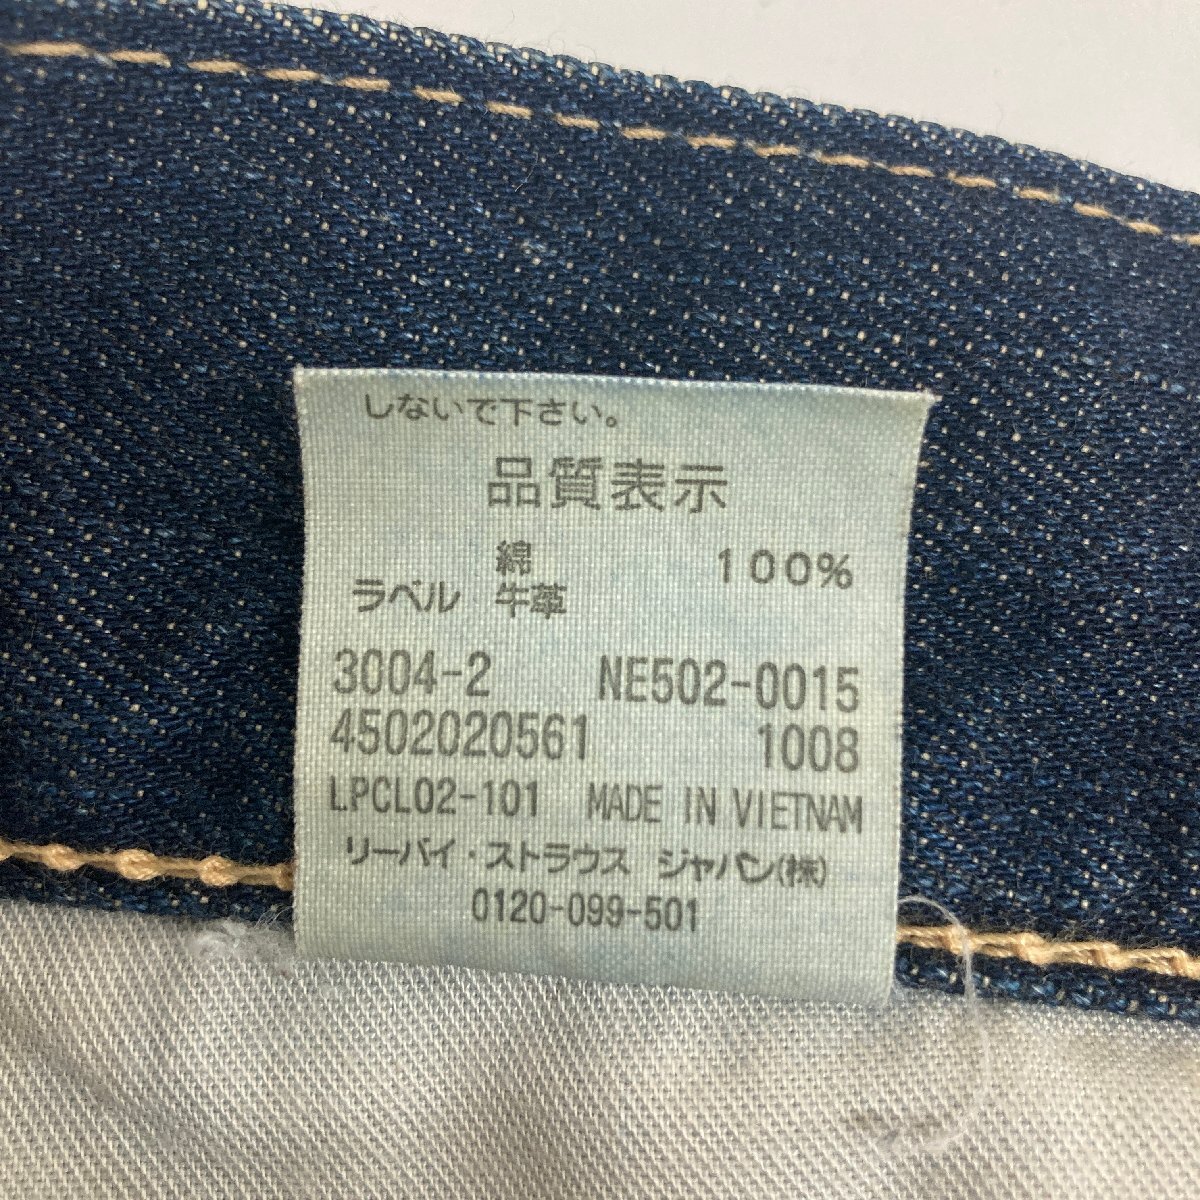 しないで下さい。
品質表示
綿 100%
ラベル 牛革
3004-2 NE502-0015
4502020561 1008
LPCL02-101 MADE IN VIETNAM
リーバイ・ストラウス ジャパン(株)
0120-099-501